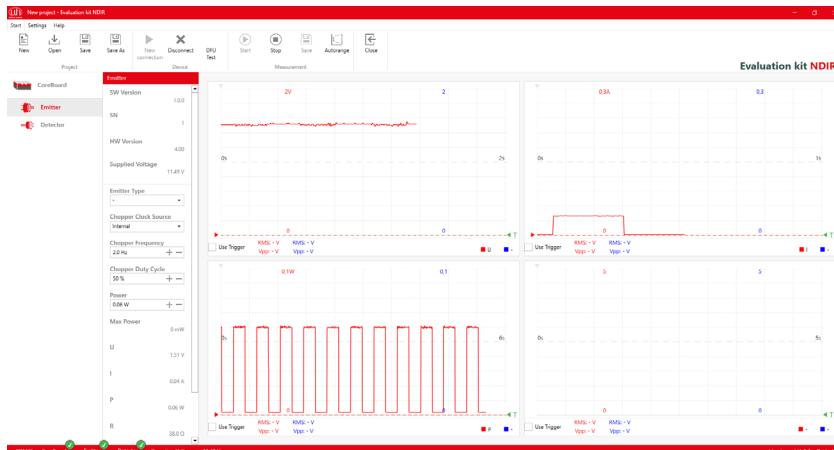 New project - Evaluation kit NDIR
Start Settings Help
New Open Save Save As New connection Disconnect DFU Test Start Stop Save Autorange Close
Project Device Measurement
Evaluation kit NDIR
CoreBoard
Emitter
Detector
Emitter
SW Version
1.0.0
SN
1
HW Version
4.00
Supplied Voltage
11.49 V
Emitter Type
-
Chopper Clock Source
Internal
Chopper Frequency
2.0 Hz
Chopper Duty Cycle
50 %
Power
0.06 W
Max Power
0 mW
U
1.51 V
I
0.04 A
P
0.06 W
R
38.0 Ω
2V 2
0s 2s
0 0
T
Use Trigger RMS: - V RMS: - V
Vpp: - V Vpp: - V
U -
0.3A 0.3
0s 1s
0 0
T
Use Trigger RMS: - V RMS: - V
Vpp: - V Vpp: - V
I -
0,1W 0,1
0s 6s
0 0
T
Use Trigger RMS: - V RMS: - V
Vpp: - V Vpp: - V
P -
5 5
0s 5s
0 0
T
Use Trigger RMS: - V RMS: - V
Vpp: - V Vpp: - V
- -